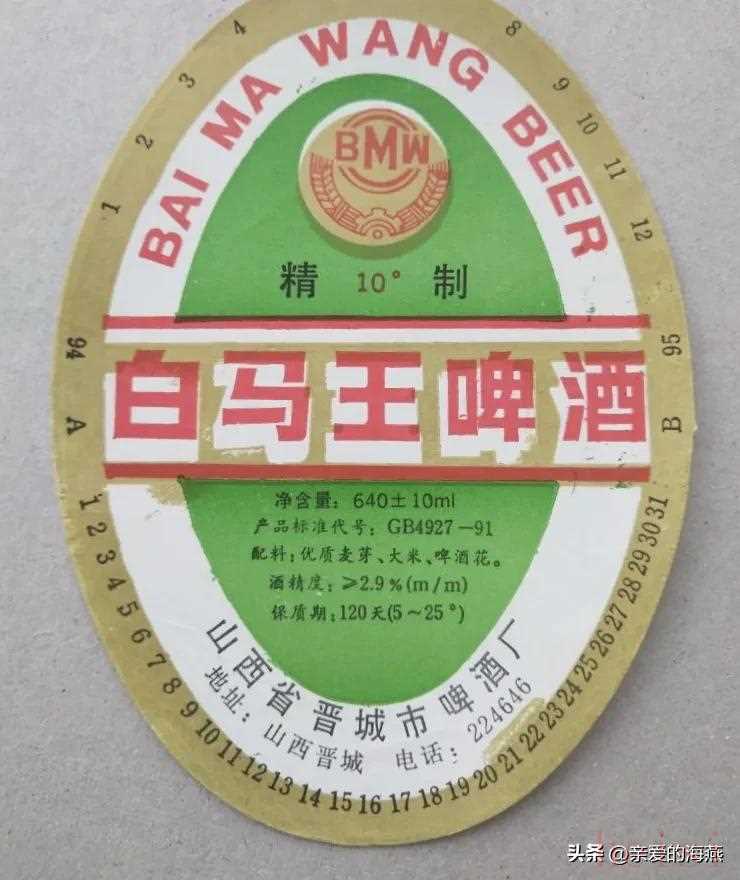 BAI MA WANG BEER
BMW
精 10° 制
白马王啤酒
净含量：640±10ml
产品标准代号：GB4927－91
配料：优质麦芽、大米、啤酒花。
酒精度：≥2.9％(m/m)
保质期：120天(5～25°)
山西省晋城市啤酒厂
地址：山西晋城 电话：224646
1 2 3 4
8 9 10 11 12
94 A
95 B
1 2 3 4 5 6 7 8 9 10 11 12 13 14 15 16 17 18 19 20 21 22 23 24 25 26 27 28 29 30 31
头条 @亲爱的海燕